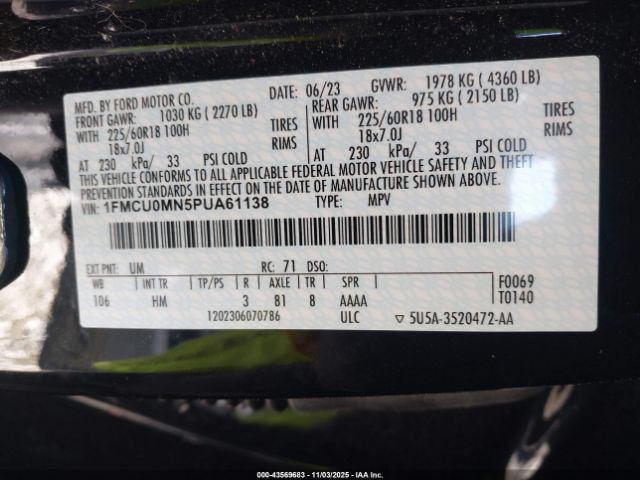 MFD. BY FORD MOTOR CO. DATE: 06/23 GVWR: 1978 KG ( 4360 LB)
FRONT GAWR: 1030 KG ( 2270 LB) REAR GAWR: 975 KG ( 2150 LB)
WITH 225/60R18 100H TIRES WITH 225/60R18 100H TIRES
18x7.0J RIMS 18x7.0J RIMS
AT 230 kPa/ 33 PSI COLD AT 230 kPa/ 33 PSI COLD
THIS VEHICLE CONFORMS TO ALL APPLICABLE FEDERAL MOTOR VEHICLE SAFETY AND THEFT
PREVENTION STANDARDS IN EFFECT ON THE DATE OF MANUFACTURE SHOWN ABOVE.
VIN: 1FMCU0MN5PUA61138 TYPE: MPV
EXT PNT: UM RC: 71 DSO: F0069
WB INT TR TP/PS R AXLE TR SPR T0140
106 HM 3 81 8 AAAA
1202306070786 ULC ▽ 5U5A-3520472-AA
000-43569683 - 11/03/2025 - IAA